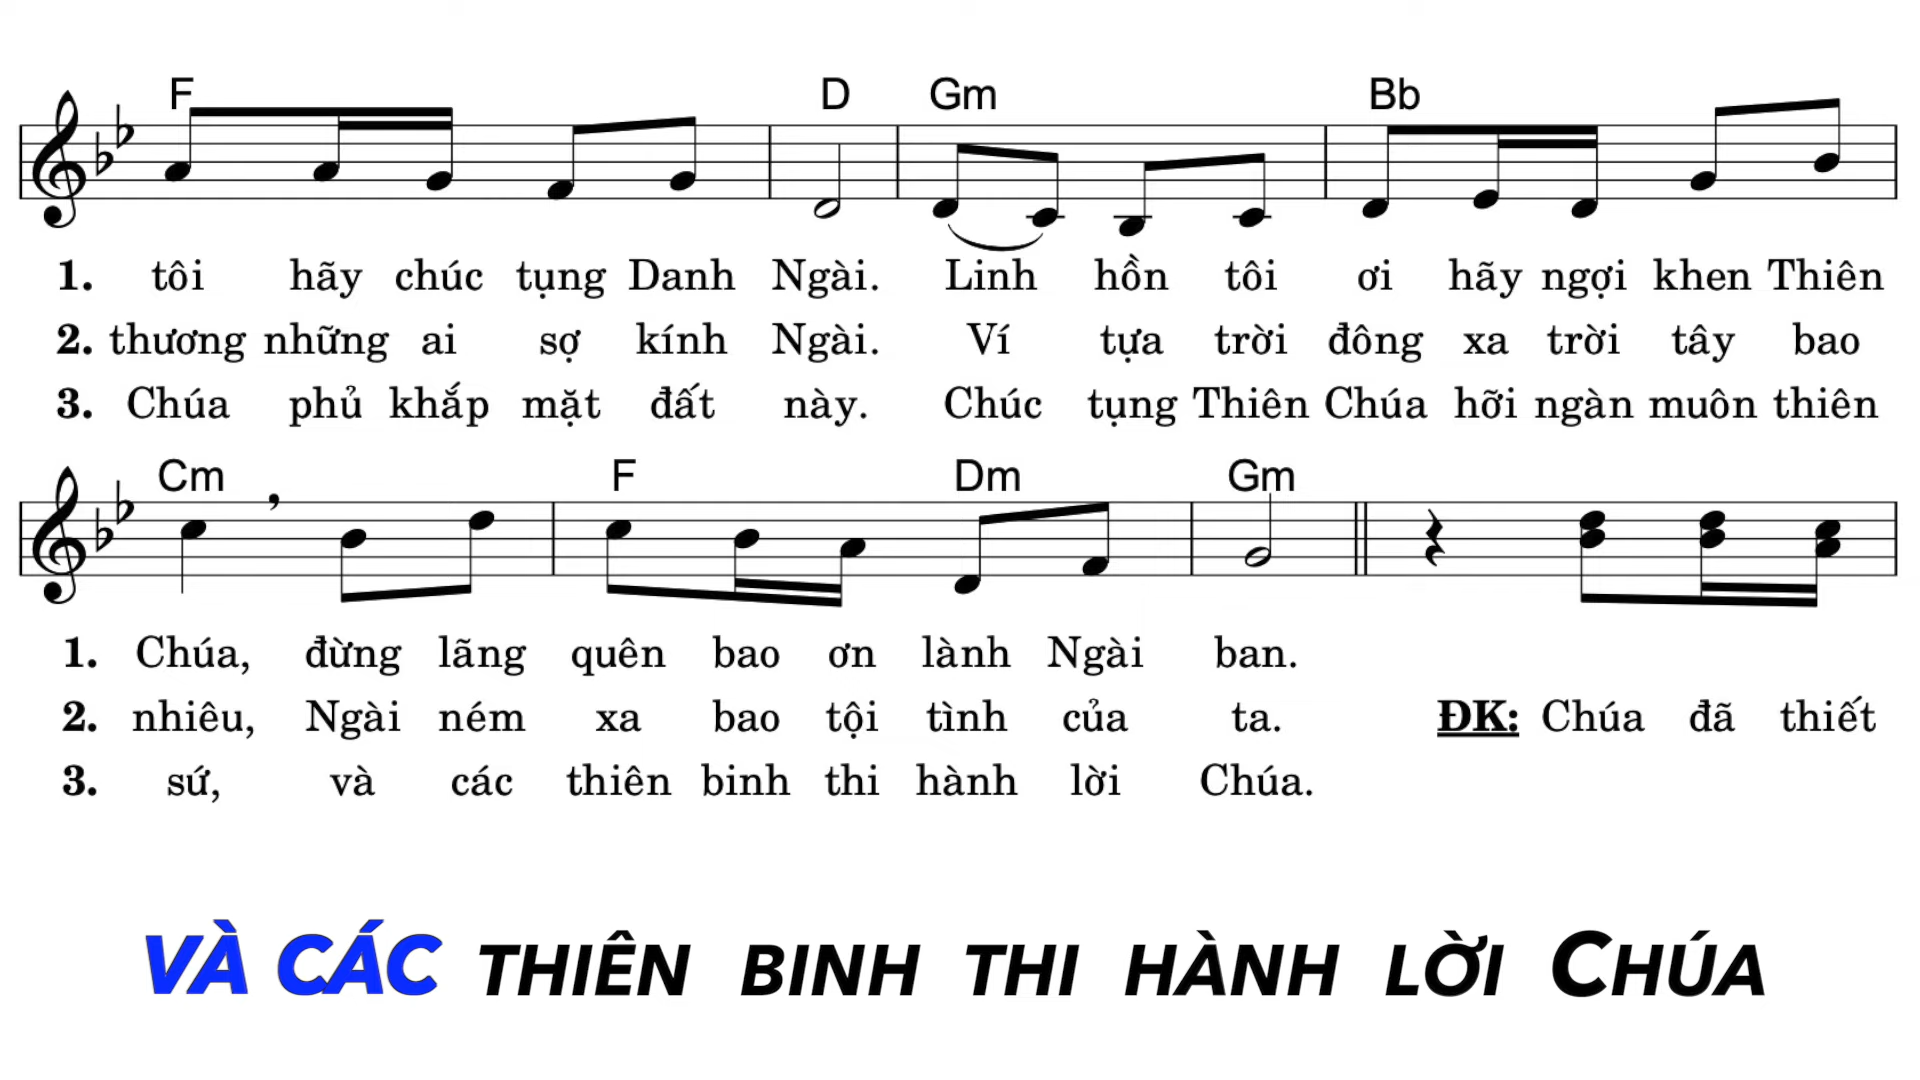 F D Gm Bb
1. tôi hãy chúc tụng Danh Ngài. Linh hồn tôi ơi hãy ngợi khen Thiên
2. thương những ai sợ kính Ngài. Ví tựa trời đông xa trời tây bao
3. Chúa phủ khắp mặt đất này. Chúc tụng Thiên Chúa hỡi ngàn muôn thiên
Cm F Dm Gm
1. Chúa, đừng lãng quên bao ơn lành Ngài ban.
2. nhiêu, Ngài ném xa bao tội tình của ta. ĐK: Chúa đã thiết
3. sứ, và các thiên binh thi hành lời Chúa.
VÀ CÁC THIÊN BINH THI HÀNH LỜI CHÚA